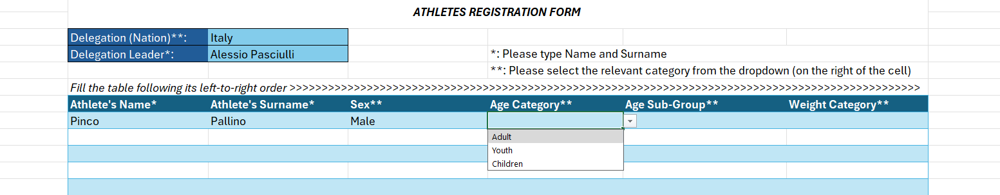 ATHLETES REGISTRATION FORM
Delegation (Nation)**: Italy
Delegation Leader*: Alessio Pasciulli
*: Please type Name and Surname
**: Please select the relevant category from the dropdown (on the right of the cell)
Fill the table following its left-to-right order >>>>>>>>>>>>>>>>>>>>>>>>>>>>>>>>>>>>>>>>>>>>>>>>>>>>>>>>>>>>>>>>>>>>>>>>>>>>>>>>>>>>>>>>>>>>>>>>>>>
Athlete's Name* Athlete's Surname* Sex** Age Category** Age Sub-Group** Weight Category**
Pinco Pallino Male
Adult
Youth
Children